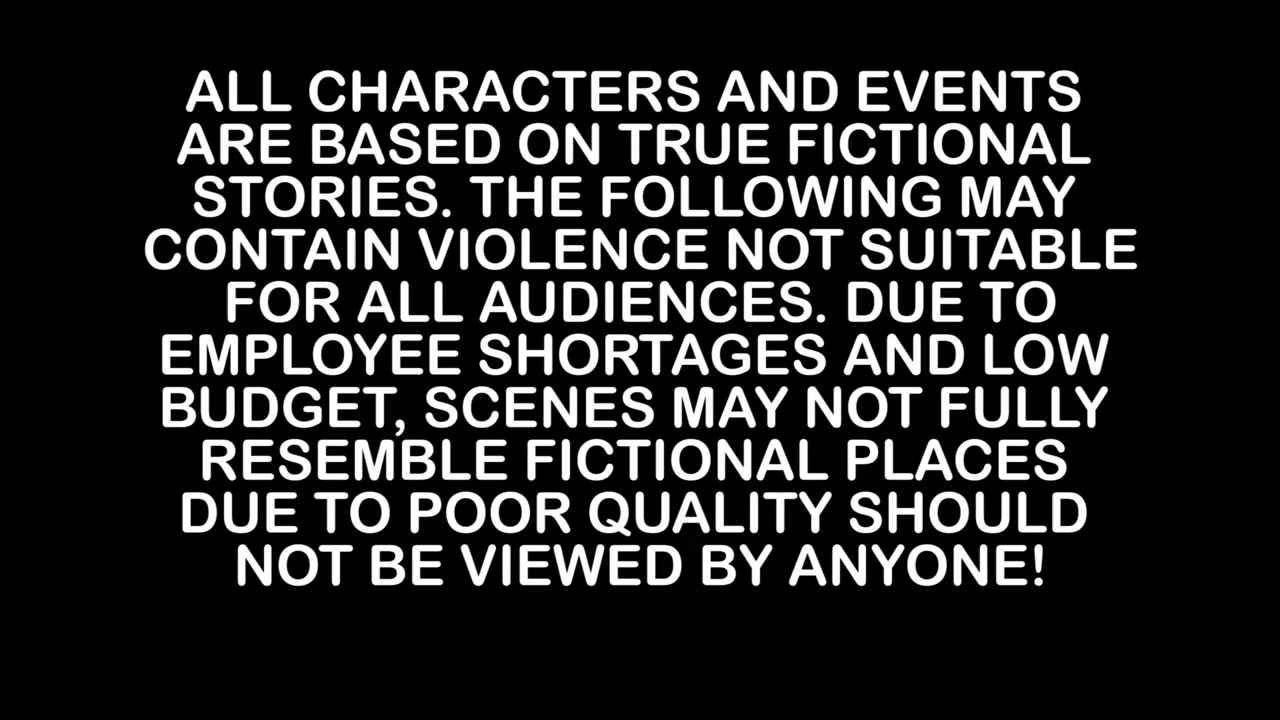 ALL CHARACTERS AND EVENTS
ARE BASED ON TRUE FICTIONAL
STORIES. THE FOLLOWING MAY
CONTAIN VIOLENCE NOT SUITABLE
FOR ALL AUDIENCES. DUE TO
EMPLOYEE SHORTAGES AND LOW
BUDGET, SCENES MAY NOT FULLY
RESEMBLE FICTIONAL PLACES
DUE TO POOR QUALITY SHOULD
NOT BE VIEWED BY ANYONE!